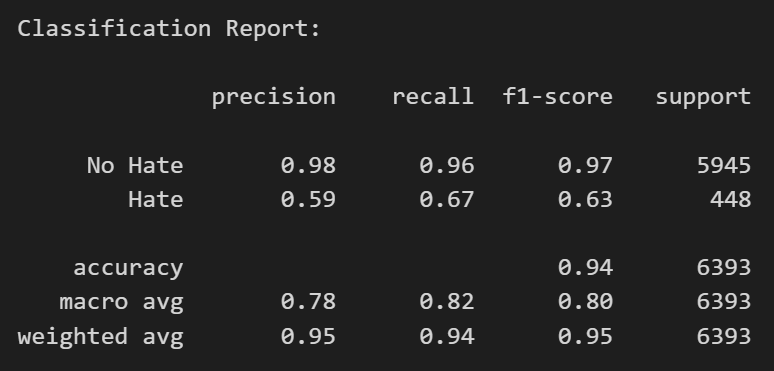 Classification Report:
precision recall f1-score support
No Hate 0.98 0.96 0.97 5945
Hate 0.59 0.67 0.63 448
accuracy 0.94 6393
macro avg 0.78 0.82 0.80 6393
weighted avg 0.95 0.94 0.95 6393